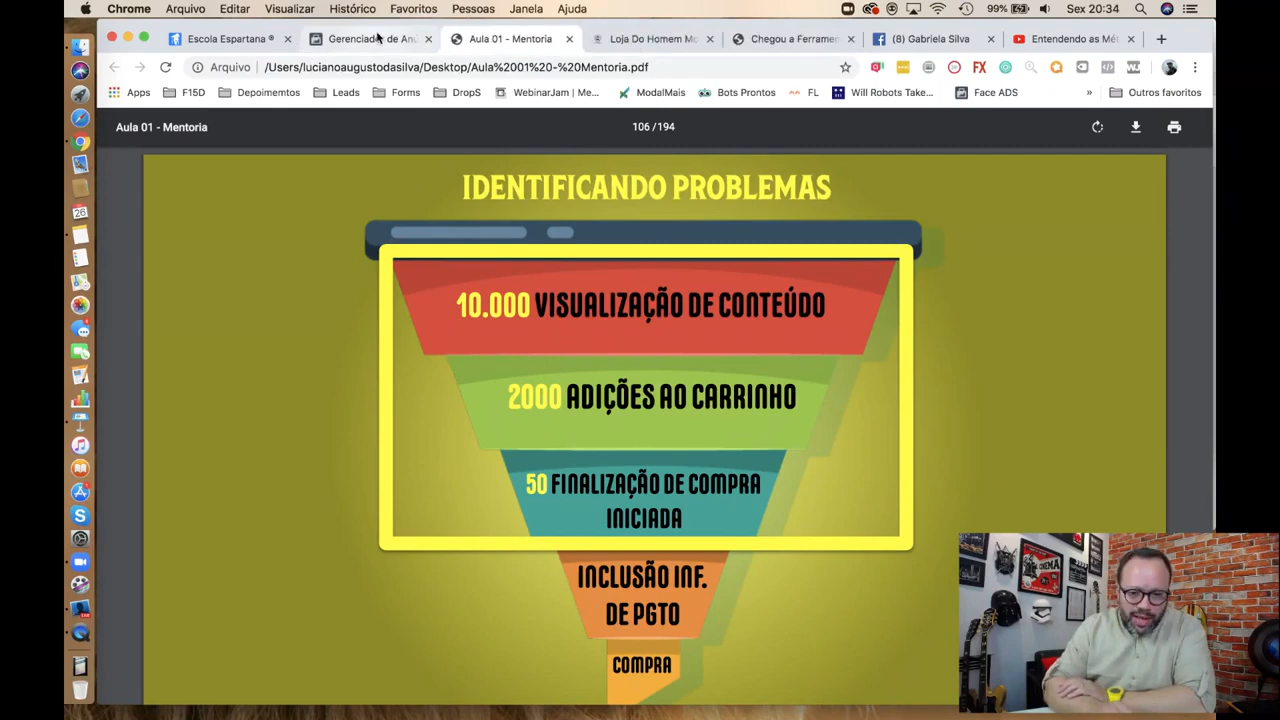 Chrome Arquivo Editar Visualizar Histórico Favoritos Pessoas Janela Ajuda 99% Sex 20:34
Escola Espartana ® Gerenciador de Anú Aula 01 - Mentoria Loja Do Homem Mo Chegou a Ferramen (8) Gabriela Silva Entendendo as Mét
Arquivo /Users/lucianoaugustodasilva/Desktop/Aula%2001%20-%20Mentoria.pdf
Apps F15D Depoimemtos Leads Forms DropS WebinarJam | Me... ModalMais Bots Prontos FL Will Robots Take... Face ADS » Outros favoritos
Aula 01 - Mentoria 106 / 194
IDENTIFICANDO PROBLEMAS
10.000 VISUALIZAÇÃO DE CONTEÚDO
2000 ADIÇÕES AO CARRINHO
50 FINALIZAÇÃO DE COMPRA
INICIADA
INCLUSÃO INF.
DE PGTO
COMPRA